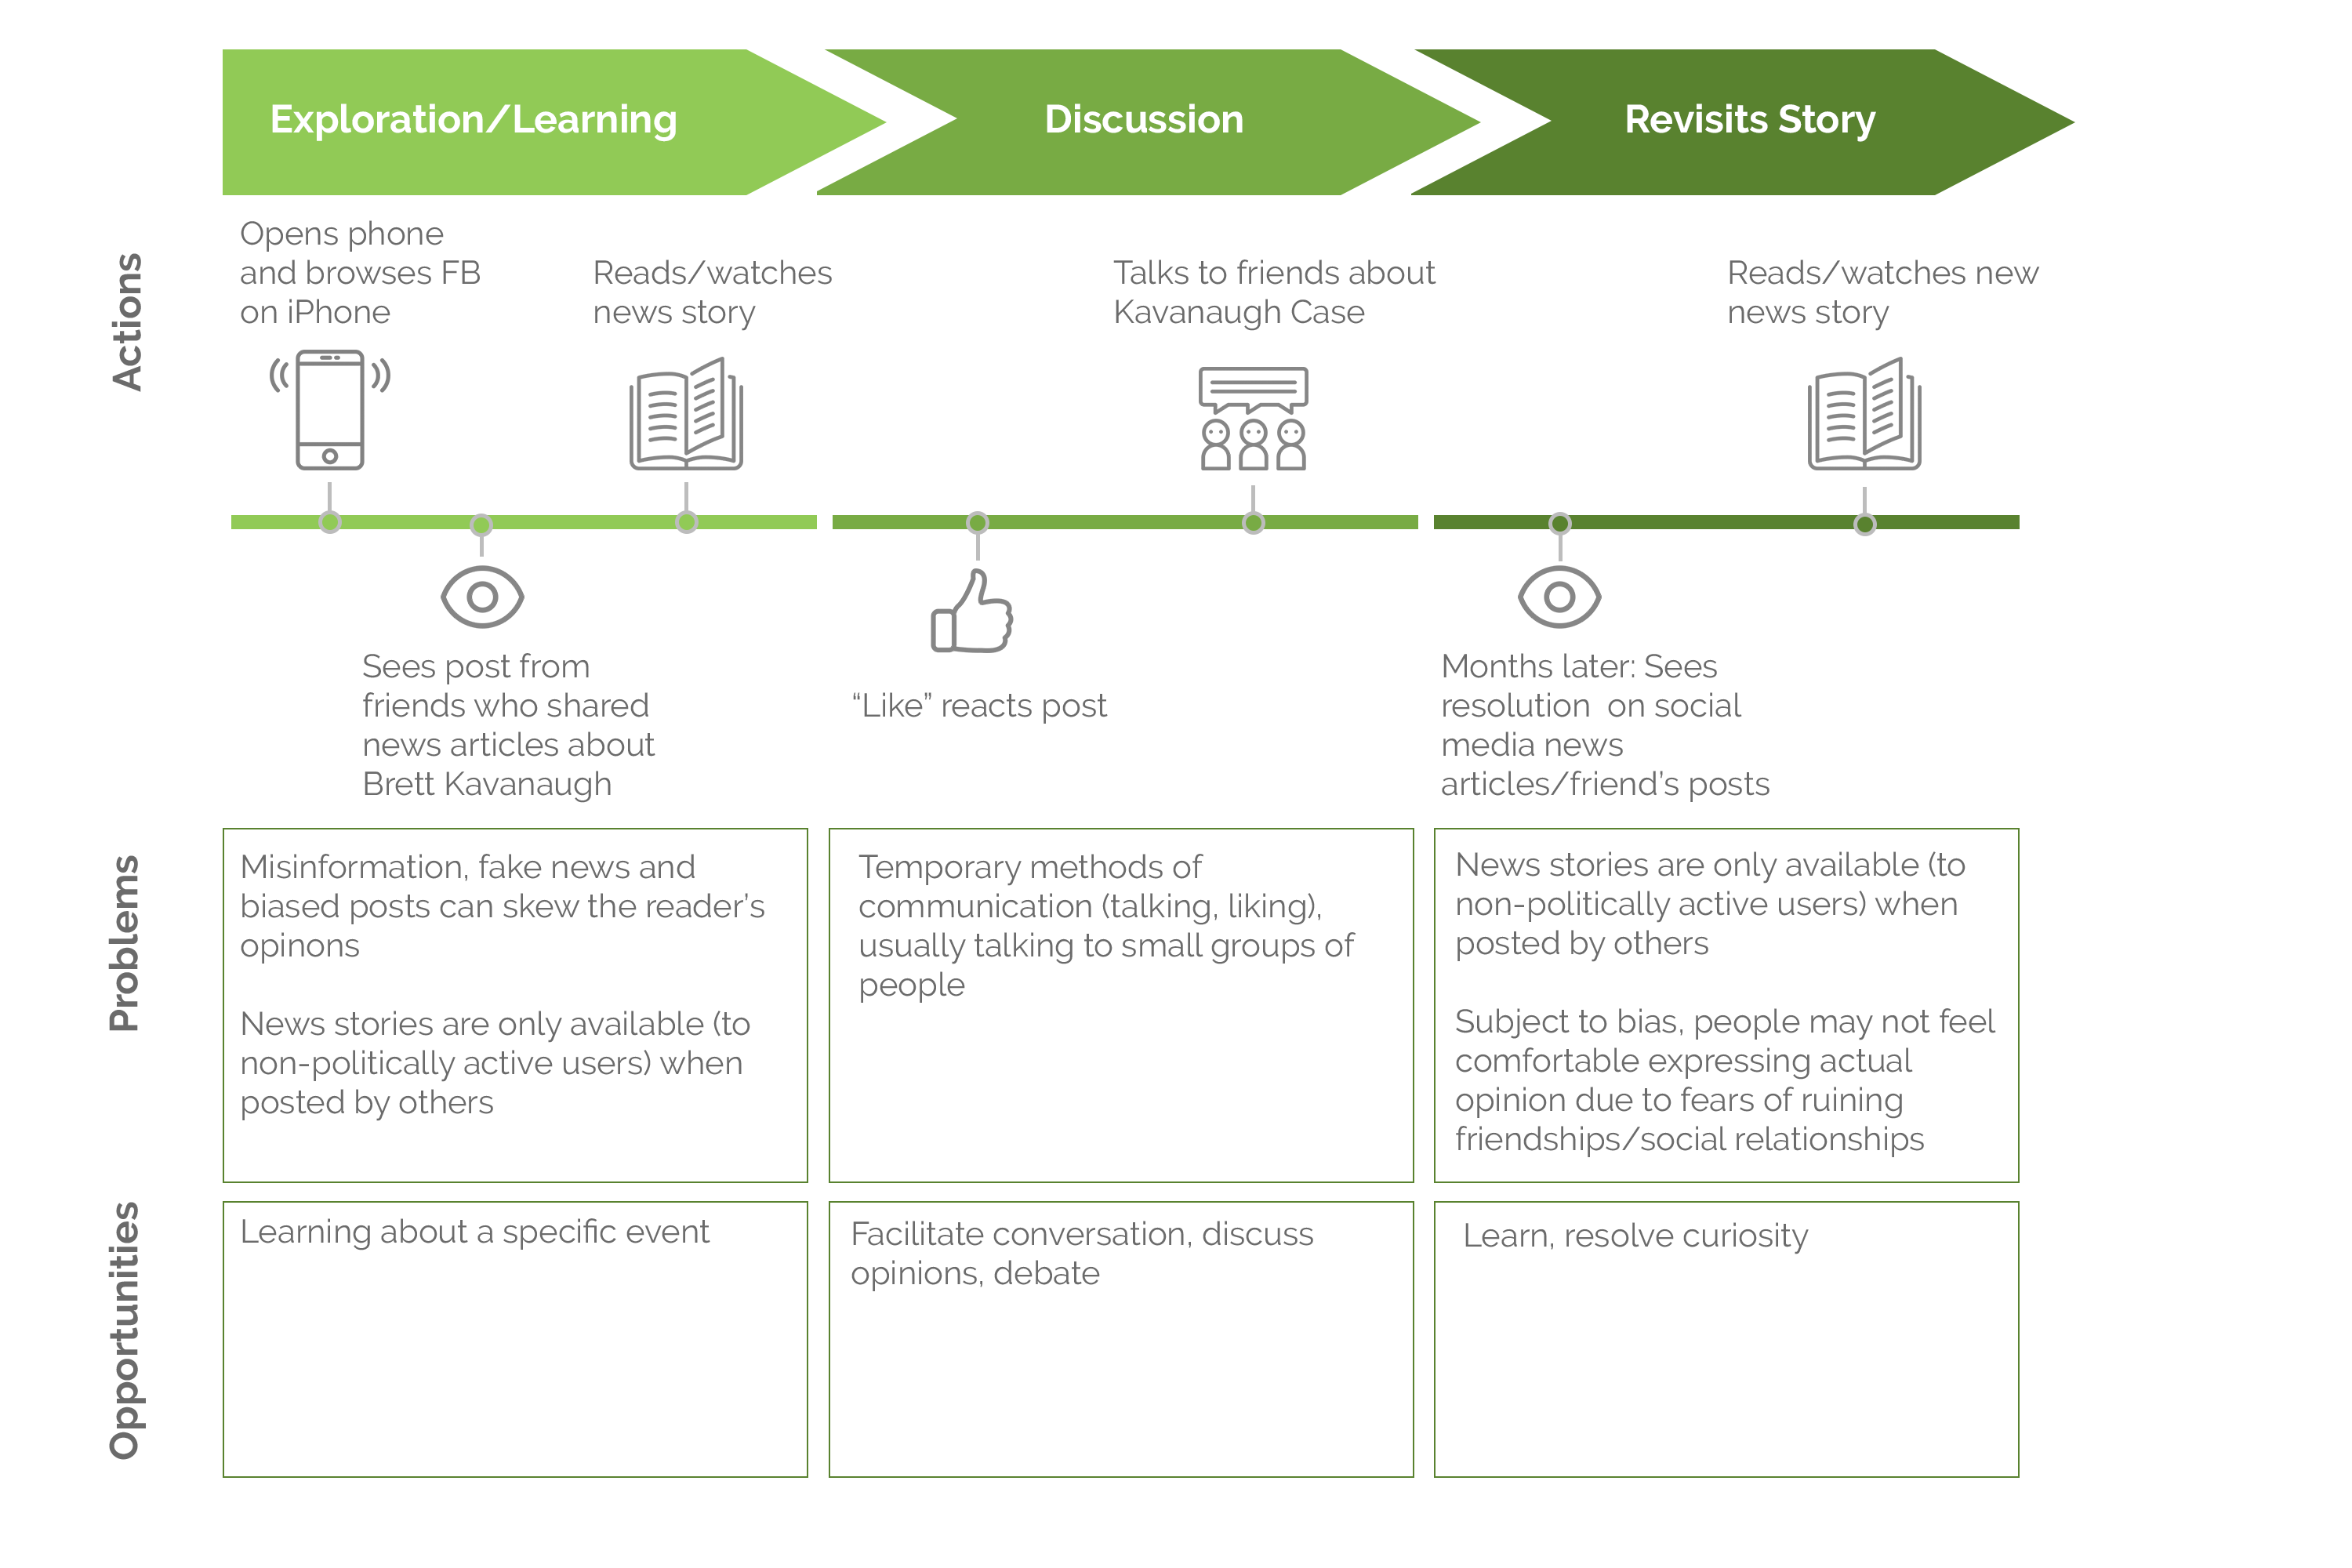 Exploration/Learning
Discussion
Revisits Story
Actions
Opens phone
and browses FB
on iPhone
Reads/watches
news story
Talks to friends about
Kavanaugh Case
Reads/watches new
news story
Sees post from
friends who shared
news articles about
Brett Kavanaugh
“Like” reacts post
Months later: Sees
resolution  on social
media news
articles/friend’s posts
Problems
Misinformation, fake news and
biased posts can skew the reader’s
opinons
News stories are only available (to
non-politically active users) when
posted by others
Temporary methods of
communication (talking, liking),
usually talking to small groups of
people
News stories are only available (to
non-politically active users) when
posted by others
Subject to bias, people may not feel
comfortable expressing actual
opinion due to fears of ruining
friendships/social relationships
Opportunities
Learning about a specific event
Facilitate conversation, discuss
opinions, debate
Learn, resolve curiosity